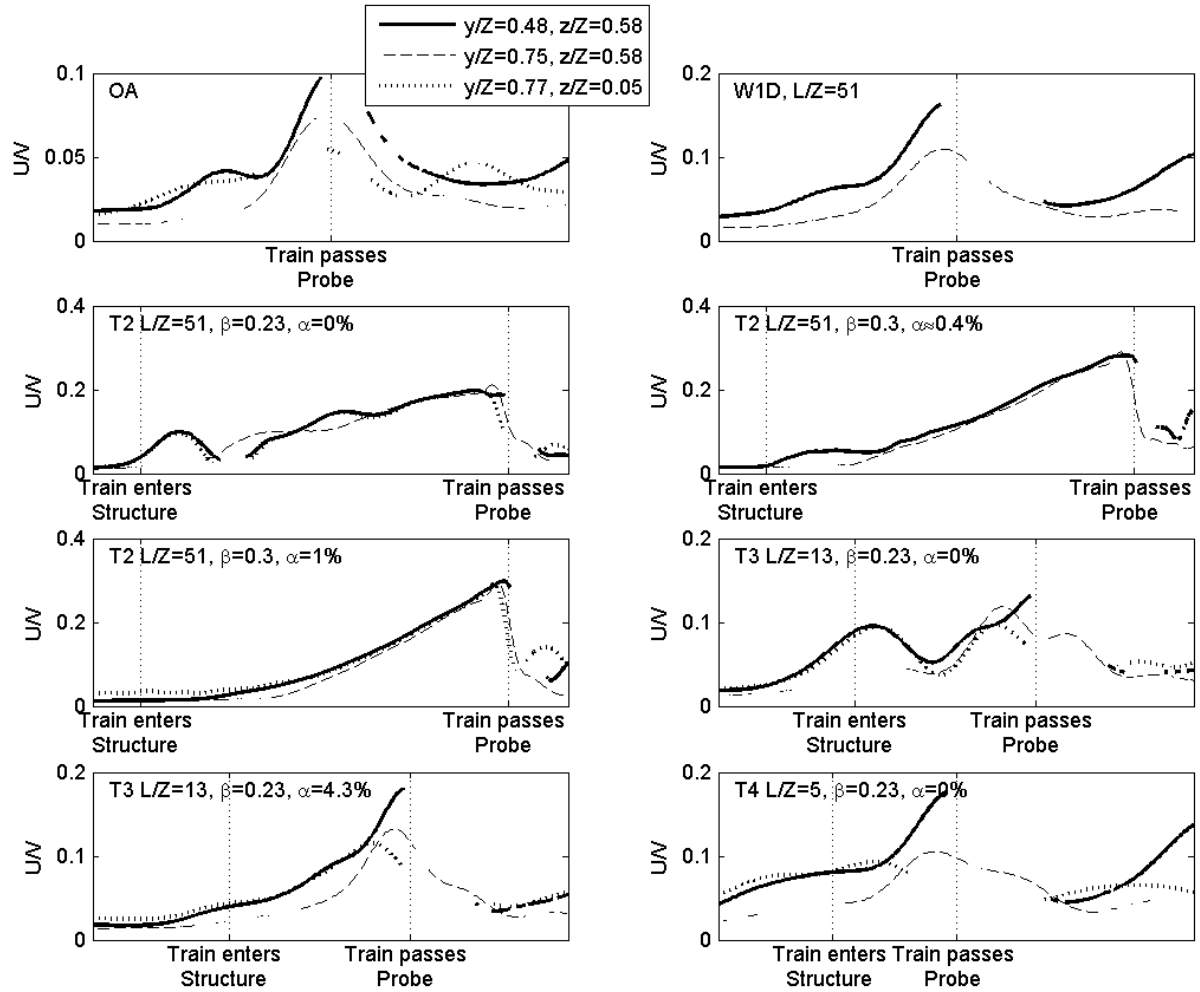 y/Z=0.48, z/Z=0.58
y/Z=0.75, z/Z=0.58
y/Z=0.77, z/Z=0.05
OA
U/V
0.1
0.05
0
Train passes
Probe
W1D, L/Z=51
U/V
0.2
0.1
0
Train passes
Probe
T2 L/Z=51, β=0.23, α=0%
U/V
0.4
0.2
0
Train enters
Structure
Train passes
Probe
T2 L/Z=51, β=0.3, α≈0.4%
U/V
0.4
0.2
0
Train enters
Structure
Train passes
Probe
T2 L/Z=51, β=0.3, α=1%
U/V
0.4
0.2
0
Train enters
Structure
Train passes
Probe
T3 L/Z=13, β=0.23, α=0%
U/V
0.2
0.1
0
Train enters
Structure
Train passes
Probe
T3 L/Z=13, β=0.23, α=4.3%
U/V
0.2
0.1
0
Train enters
Structure
Train passes
Probe
T4 L/Z=5, β=0.23, α=0%
U/V
0.2
0.1
0
Train enters
Structure
Train passes
Probe